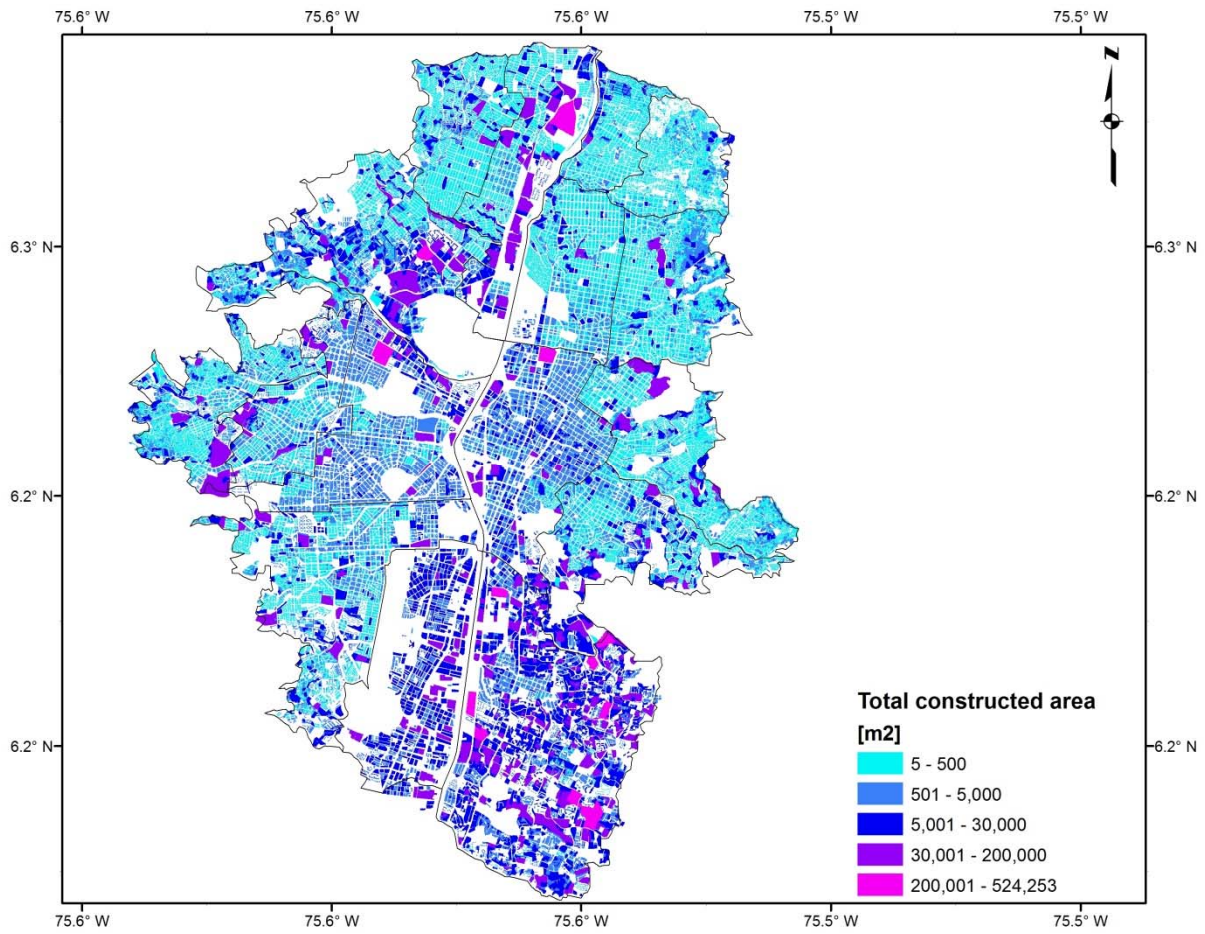 75.6° W 75.6° W 75.6° W 75.5° W 75.5° W
N
6.3° N 6.3° N
6.2° N 6.2° N
6.2° N 6.2° N
Total constructed area
[m2]
5 - 500
501 - 5,000
5,001 - 30,000
30,001 - 200,000
200,001 - 524,253
75.6° W 75.6° W 75.6° W 75.5° W 75.5° W